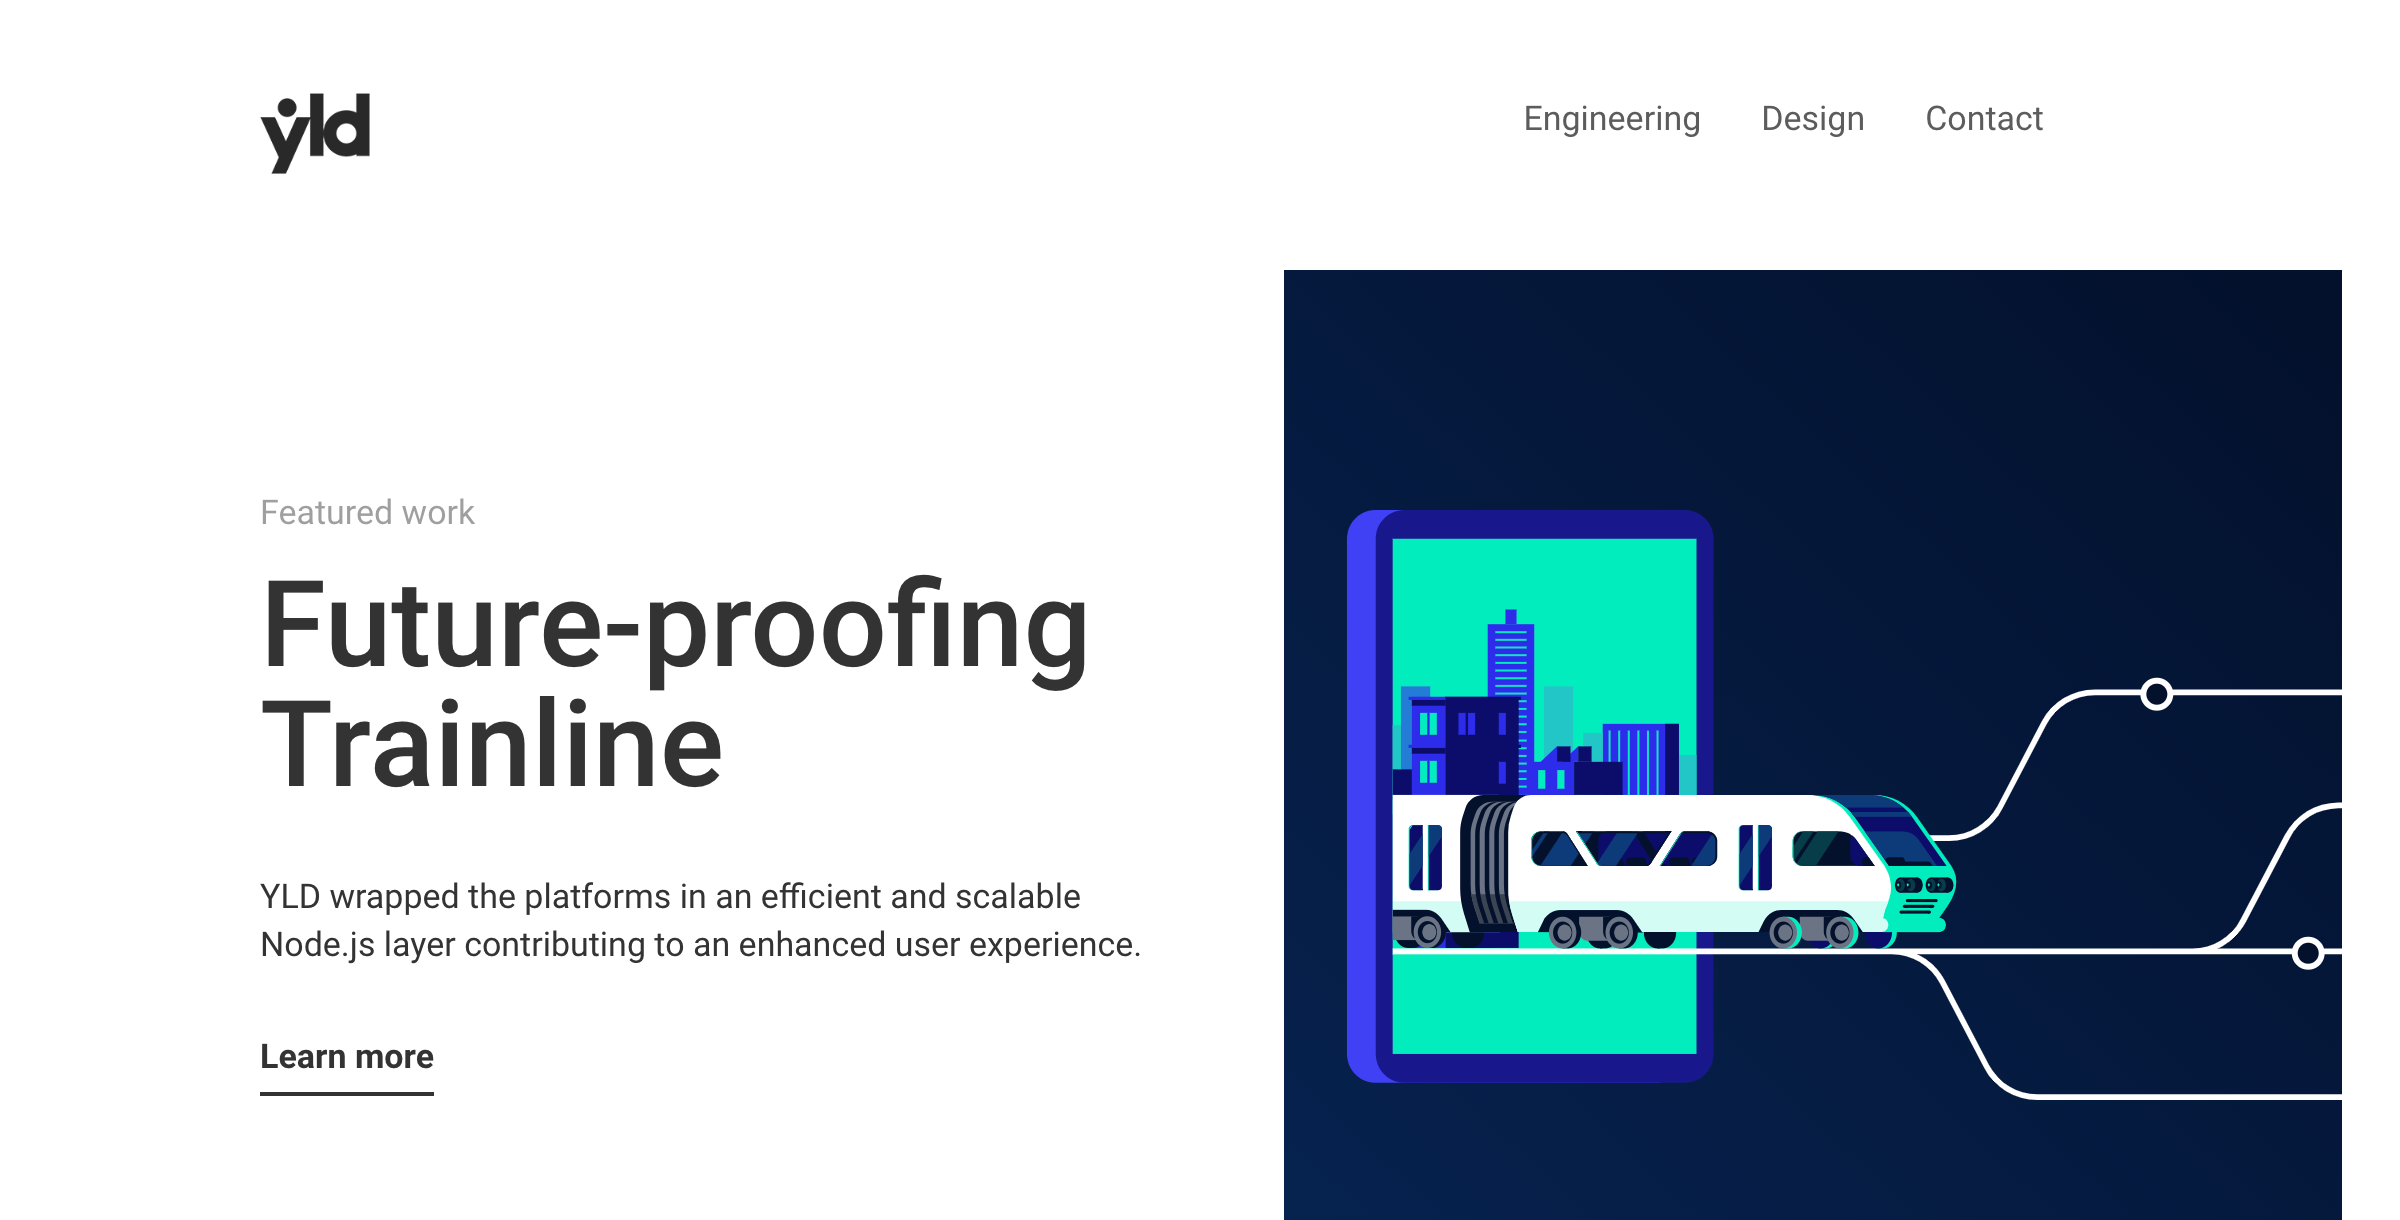 yld
Engineering Design Contact
Featured work
Future-proofing
Trainline
YLD wrapped the platforms in an efficient and scalable
Node.js layer contributing to an enhanced user experience.
Learn more